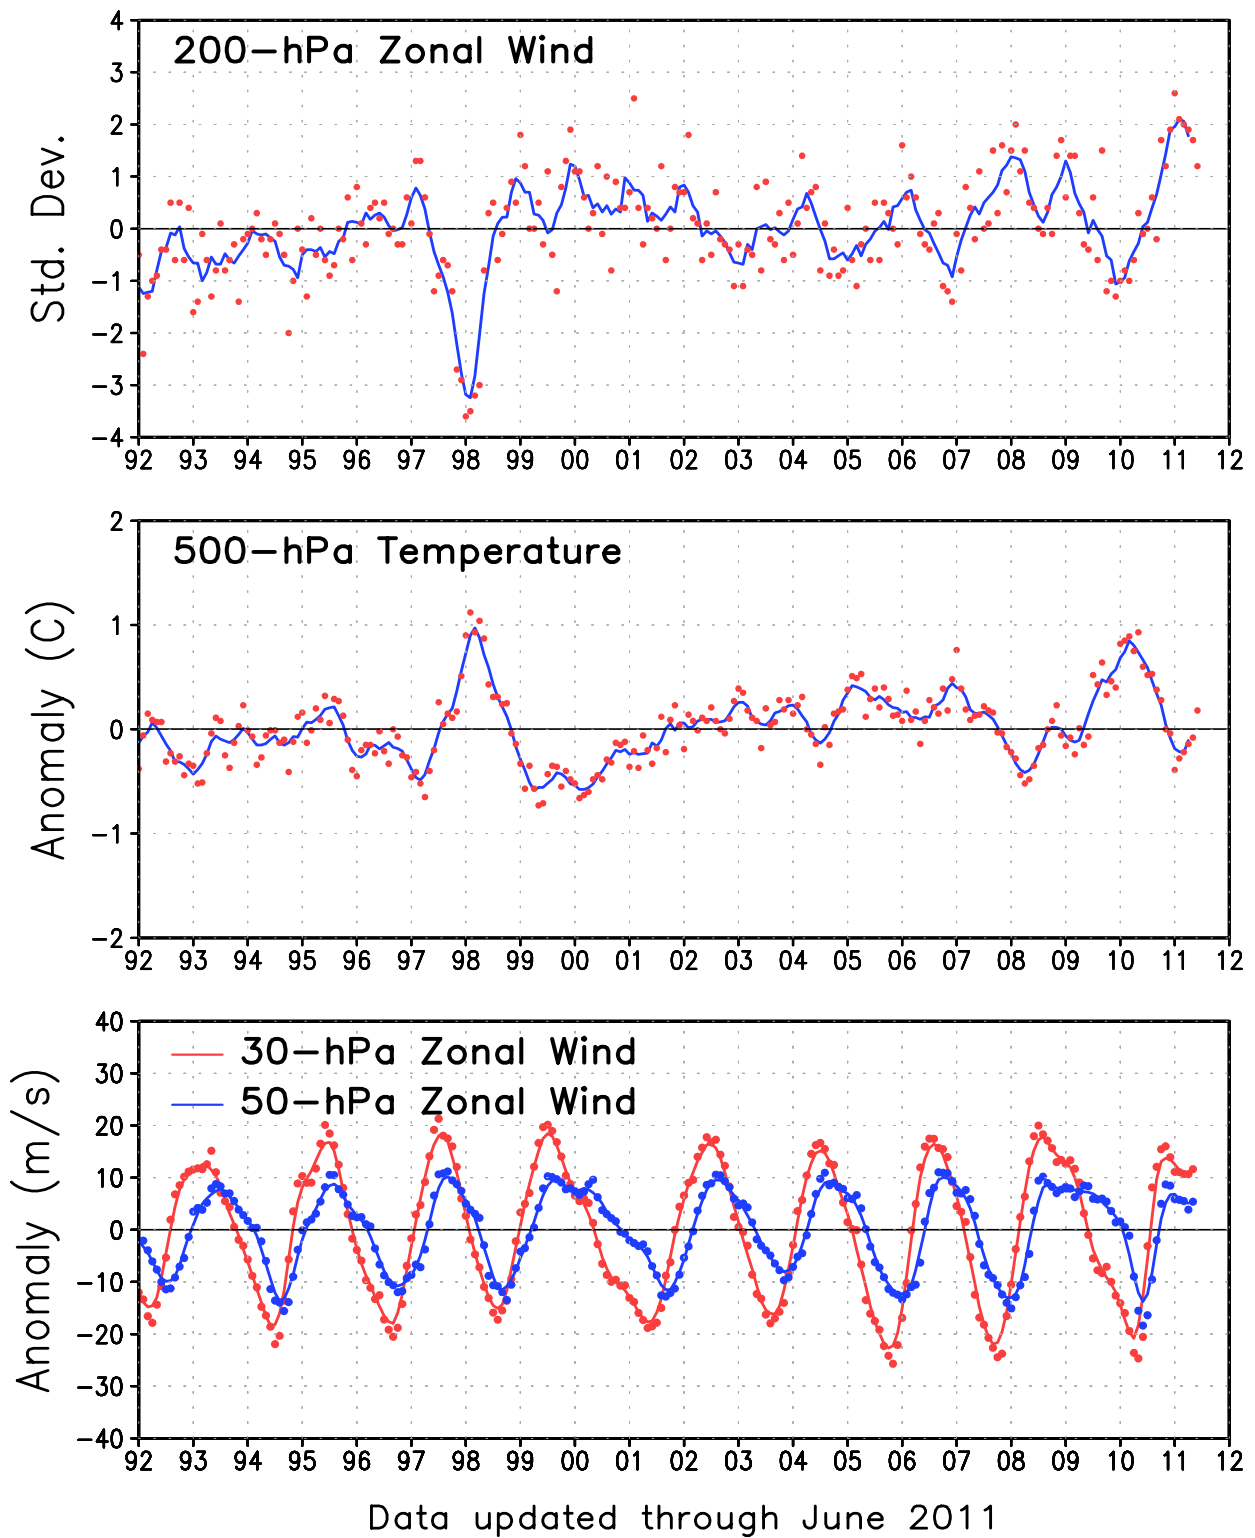 200-hPa Zonal Wind
Std. Dev.
4
3
2
1
0
-1
-2
-3
-4
92 93 94 95 96 97 98 99 00 01 02 03 04 05 06 07 08 09 10 11 12
500-hPa Temperature
Anomaly (C)
2
1
0
-1
-2
92 93 94 95 96 97 98 99 00 01 02 03 04 05 06 07 08 09 10 11 12
30-hPa Zonal Wind
50-hPa Zonal Wind
Anomaly (m/s)
40
30
20
10
0
-10
-20
-30
-40
92 93 94 95 96 97 98 99 00 01 02 03 04 05 06 07 08 09 10 11 12
Data updated through June 2011